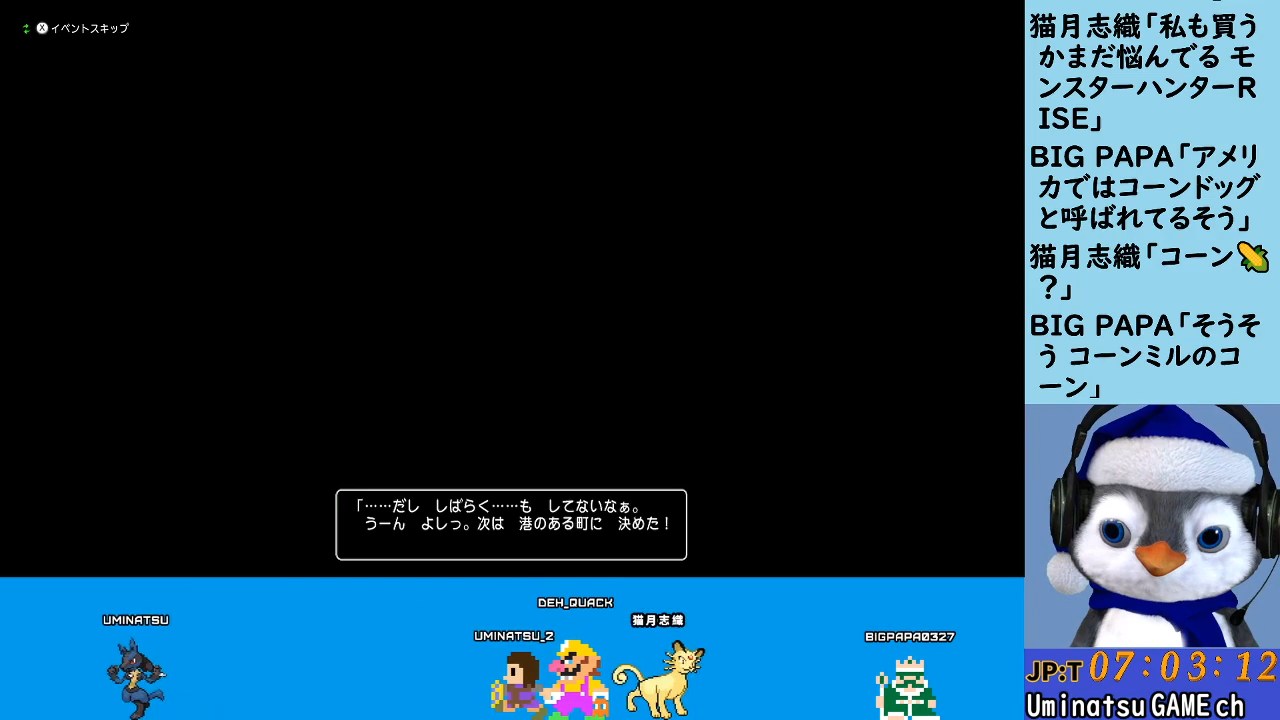 Xイベントスキップ
猫月志織「私も買う
かまだ悩んでる モ
ンスターハンターR
ISE」
BIG PAPA「アメリ
カではコーンドッグ
と呼ばれてるそう」
猫月志織「コーン🌽
?」
BIG PAPA「そうそ
う コーンミルのコ
ーン」
「……だし しばらく……も してないなぁ。
うーん よしっ。次は 港のある町に 決めた!
DEH_QUACK
UMINATSU
猫月志織
UMINATSU_2
BIGPAPA0327
JP:T 07:03:12
Uminatsu GAME ch